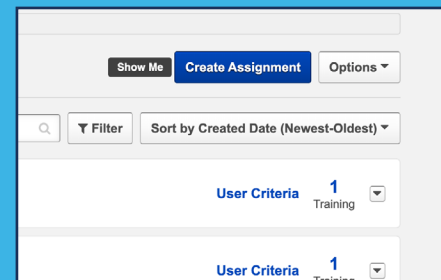 Show Me Create Assignment Options
Filter Sort by Created Date (Newest-Oldest)
User Criteria 1
Training
User Criteria 1
Training